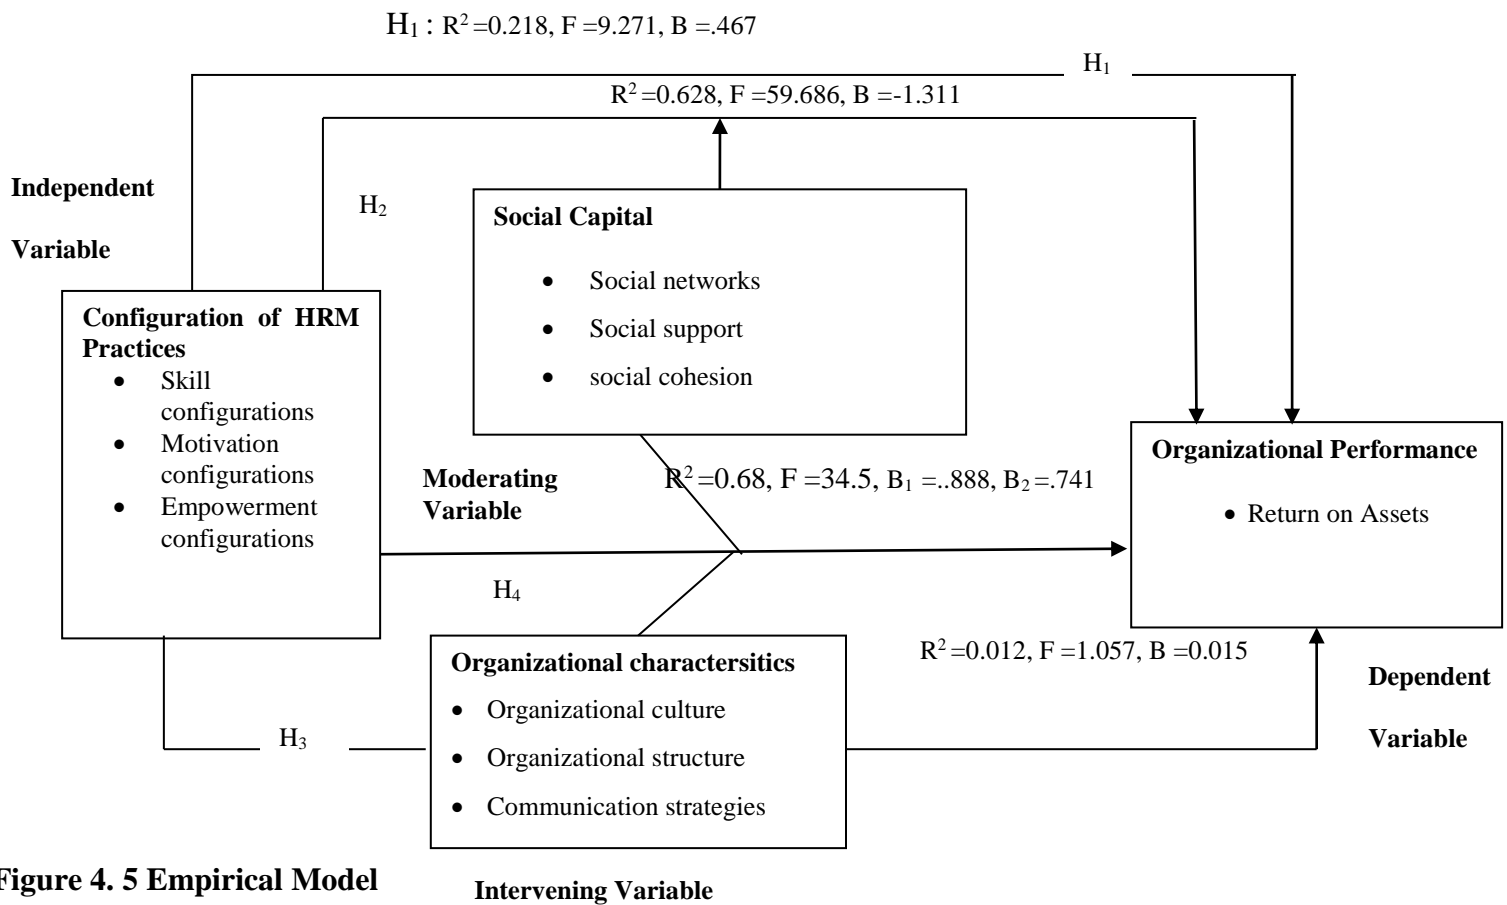 H₁ : R² =0.218, F =9.271, B =.467
H₁
R² =0.628, F =59.686, B =-1.311
Independent
Variable
H₂
Social Capital
• Social networks
• Social support
• social cohesion
Configuration of HRM
Practices
• Skill
configurations
• Motivation
configurations
• Empowerment
configurations
Moderating
Variable
R² =0.68, F =34.5, B₁ =..888, B₂ =.741
Organizational Performance
• Return on Assets
H₄
R² =0.012, F =1.057, B =0.015
Organizational charactersitics
• Organizational culture
• Organizational structure
• Communication strategies
H₃
Dependent
Variable
Figure 4. 5 Empirical Model
Intervening Variable